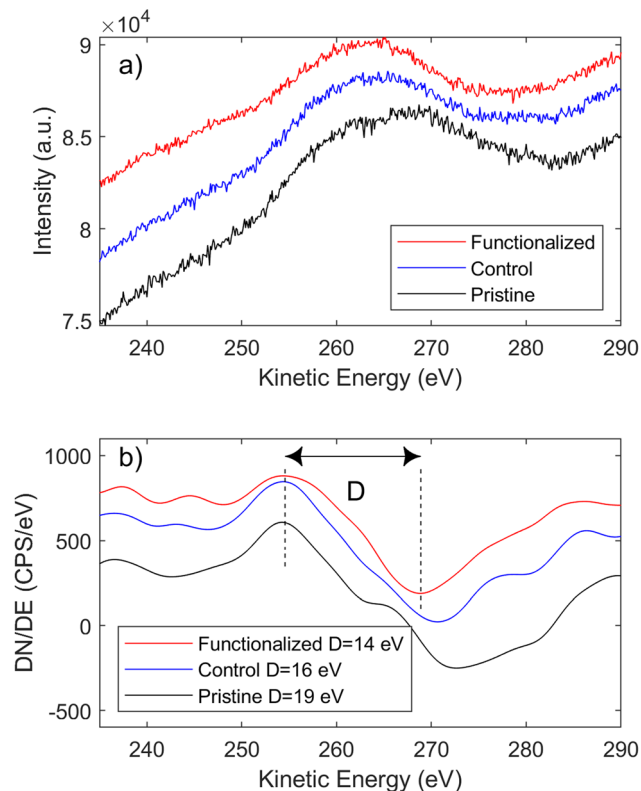 ×10⁴
a)
9
8.5
8
7.5
Intensity (a.u.)
Functionalized
Control
Pristine
240 250 260 270 280 290
Kinetic Energy (eV)
b)
D
1000
500
0
-500
DN/DE (CPS/eV)
Functionalized D=14 eV
Control D=16 eV
Pristine D=19 eV
240 250 260 270 280 290
Kinetic Energy (eV)